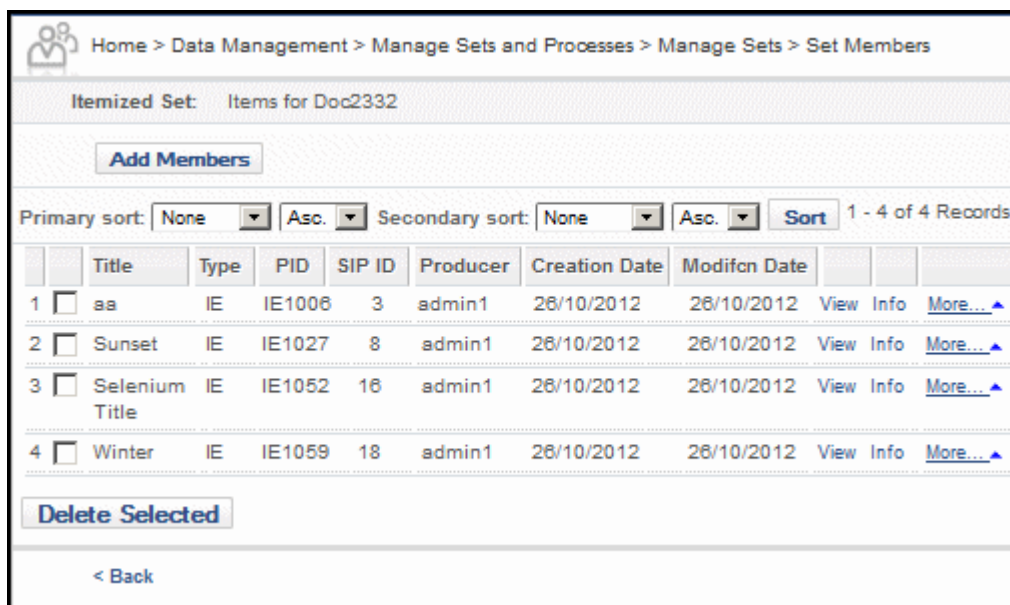 Home > Data Management > Manage Sets and Processes > Manage Sets > Set Members
Itemized Set: Items for Doc2332
Add Members
Primary sort: None Asc. Secondary sort: None Asc. Sort 1 - 4 of 4 Records
Title Type PID SIP ID Producer Creation Date Modifcn Date
1 aa IE IE1006 3 admin1 26/10/2012 26/10/2012 View Info More...
2 Sunset IE IE1027 8 admin1 26/10/2012 26/10/2012 View Info More...
3 Selenium IE IE1052 16 admin1 26/10/2012 26/10/2012 View Info More...
Title
4 Winter IE IE1059 18 admin1 26/10/2012 26/10/2012 View Info More...
Delete Selected
< Back